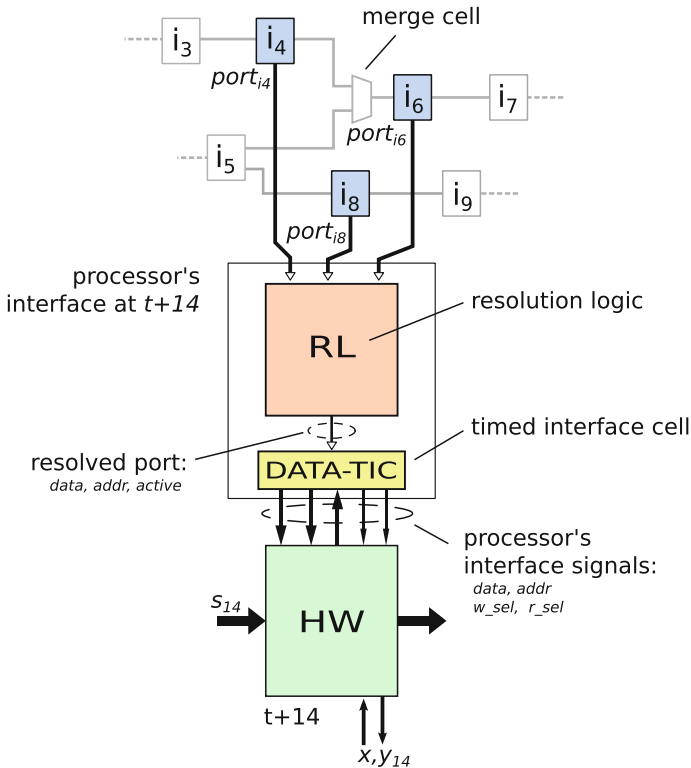 merge cell
i3
i4
porti4
i6
i7
porti6
i5
i8
i9
porti8
processor's
interface at t+14
RL
resolution logic
timed interface cell
resolved port:
data, addr, active
DATA-TIC
processor's
interface signals:
data, addr
w_sel, r_sel
s14
HW
t+14
x,y14